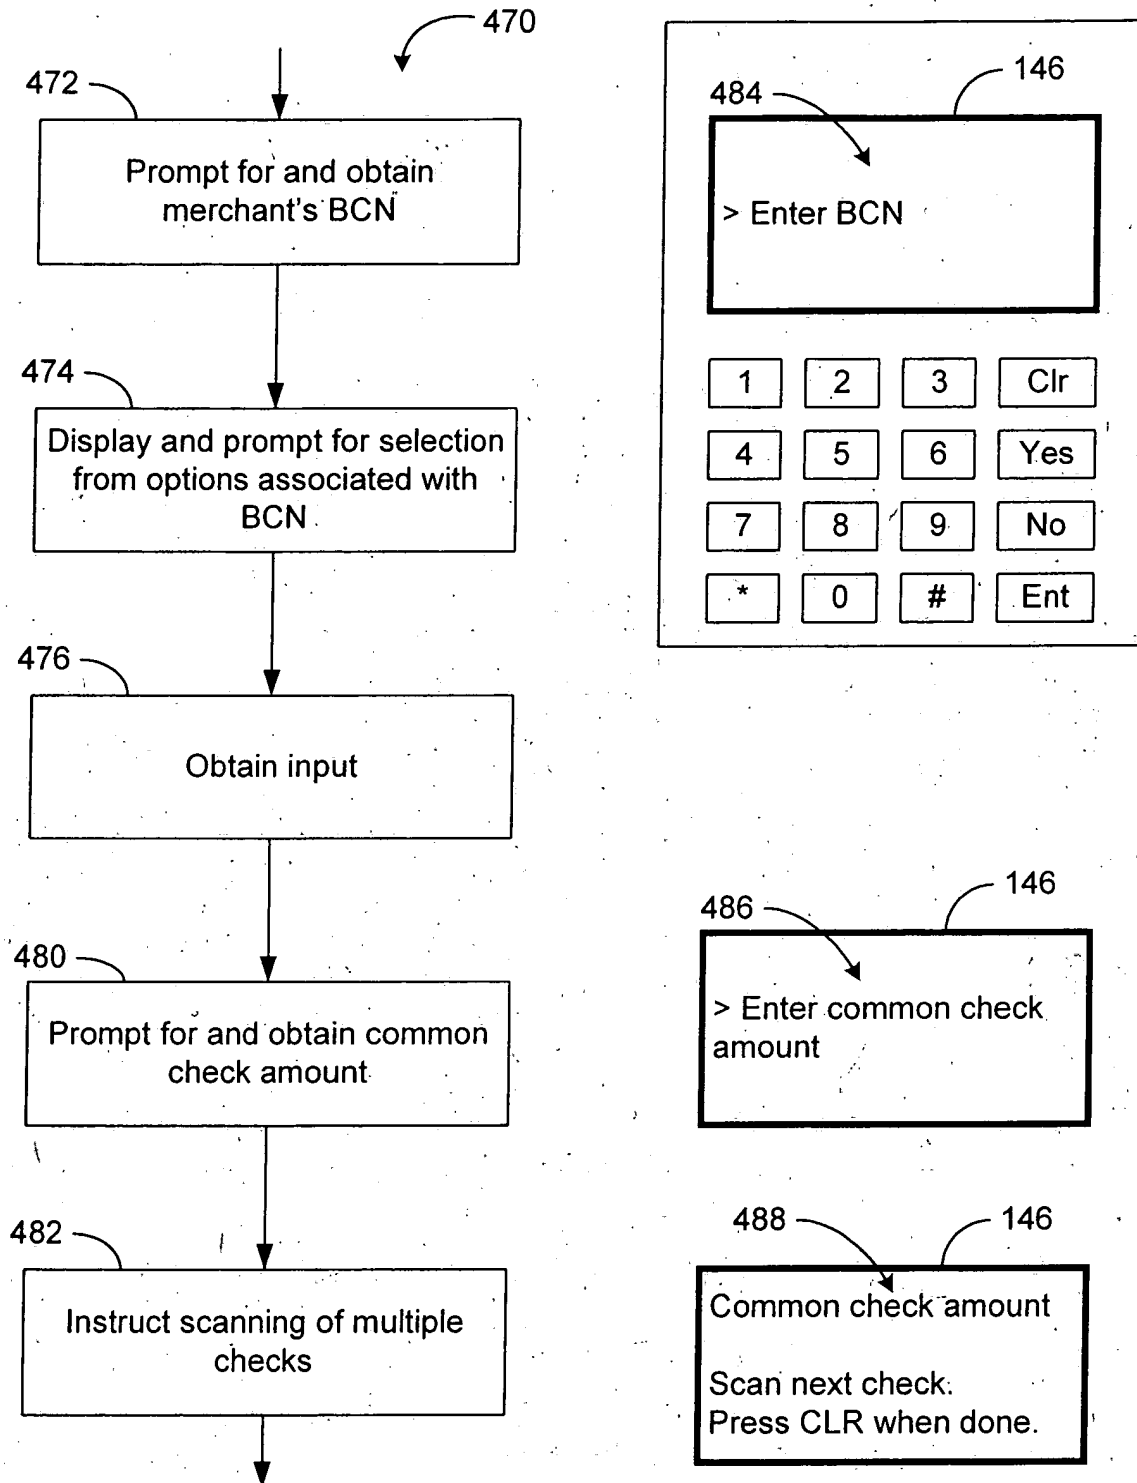 470
472
Prompt for and obtain
merchant's BCN
474
Display and prompt for selection
from options associated with
BCN
476
Obtain input
480
Prompt for and obtain common
check amount
482
Instruct scanning of multiple
checks
146
484
> Enter BCN
1 2 3 Clr
4 5 6 Yes
7 8 9 No
* 0 # Ent
146
486
> Enter common check
amount
488
146
Common check amount
Scan next check.
Press CLR when done.